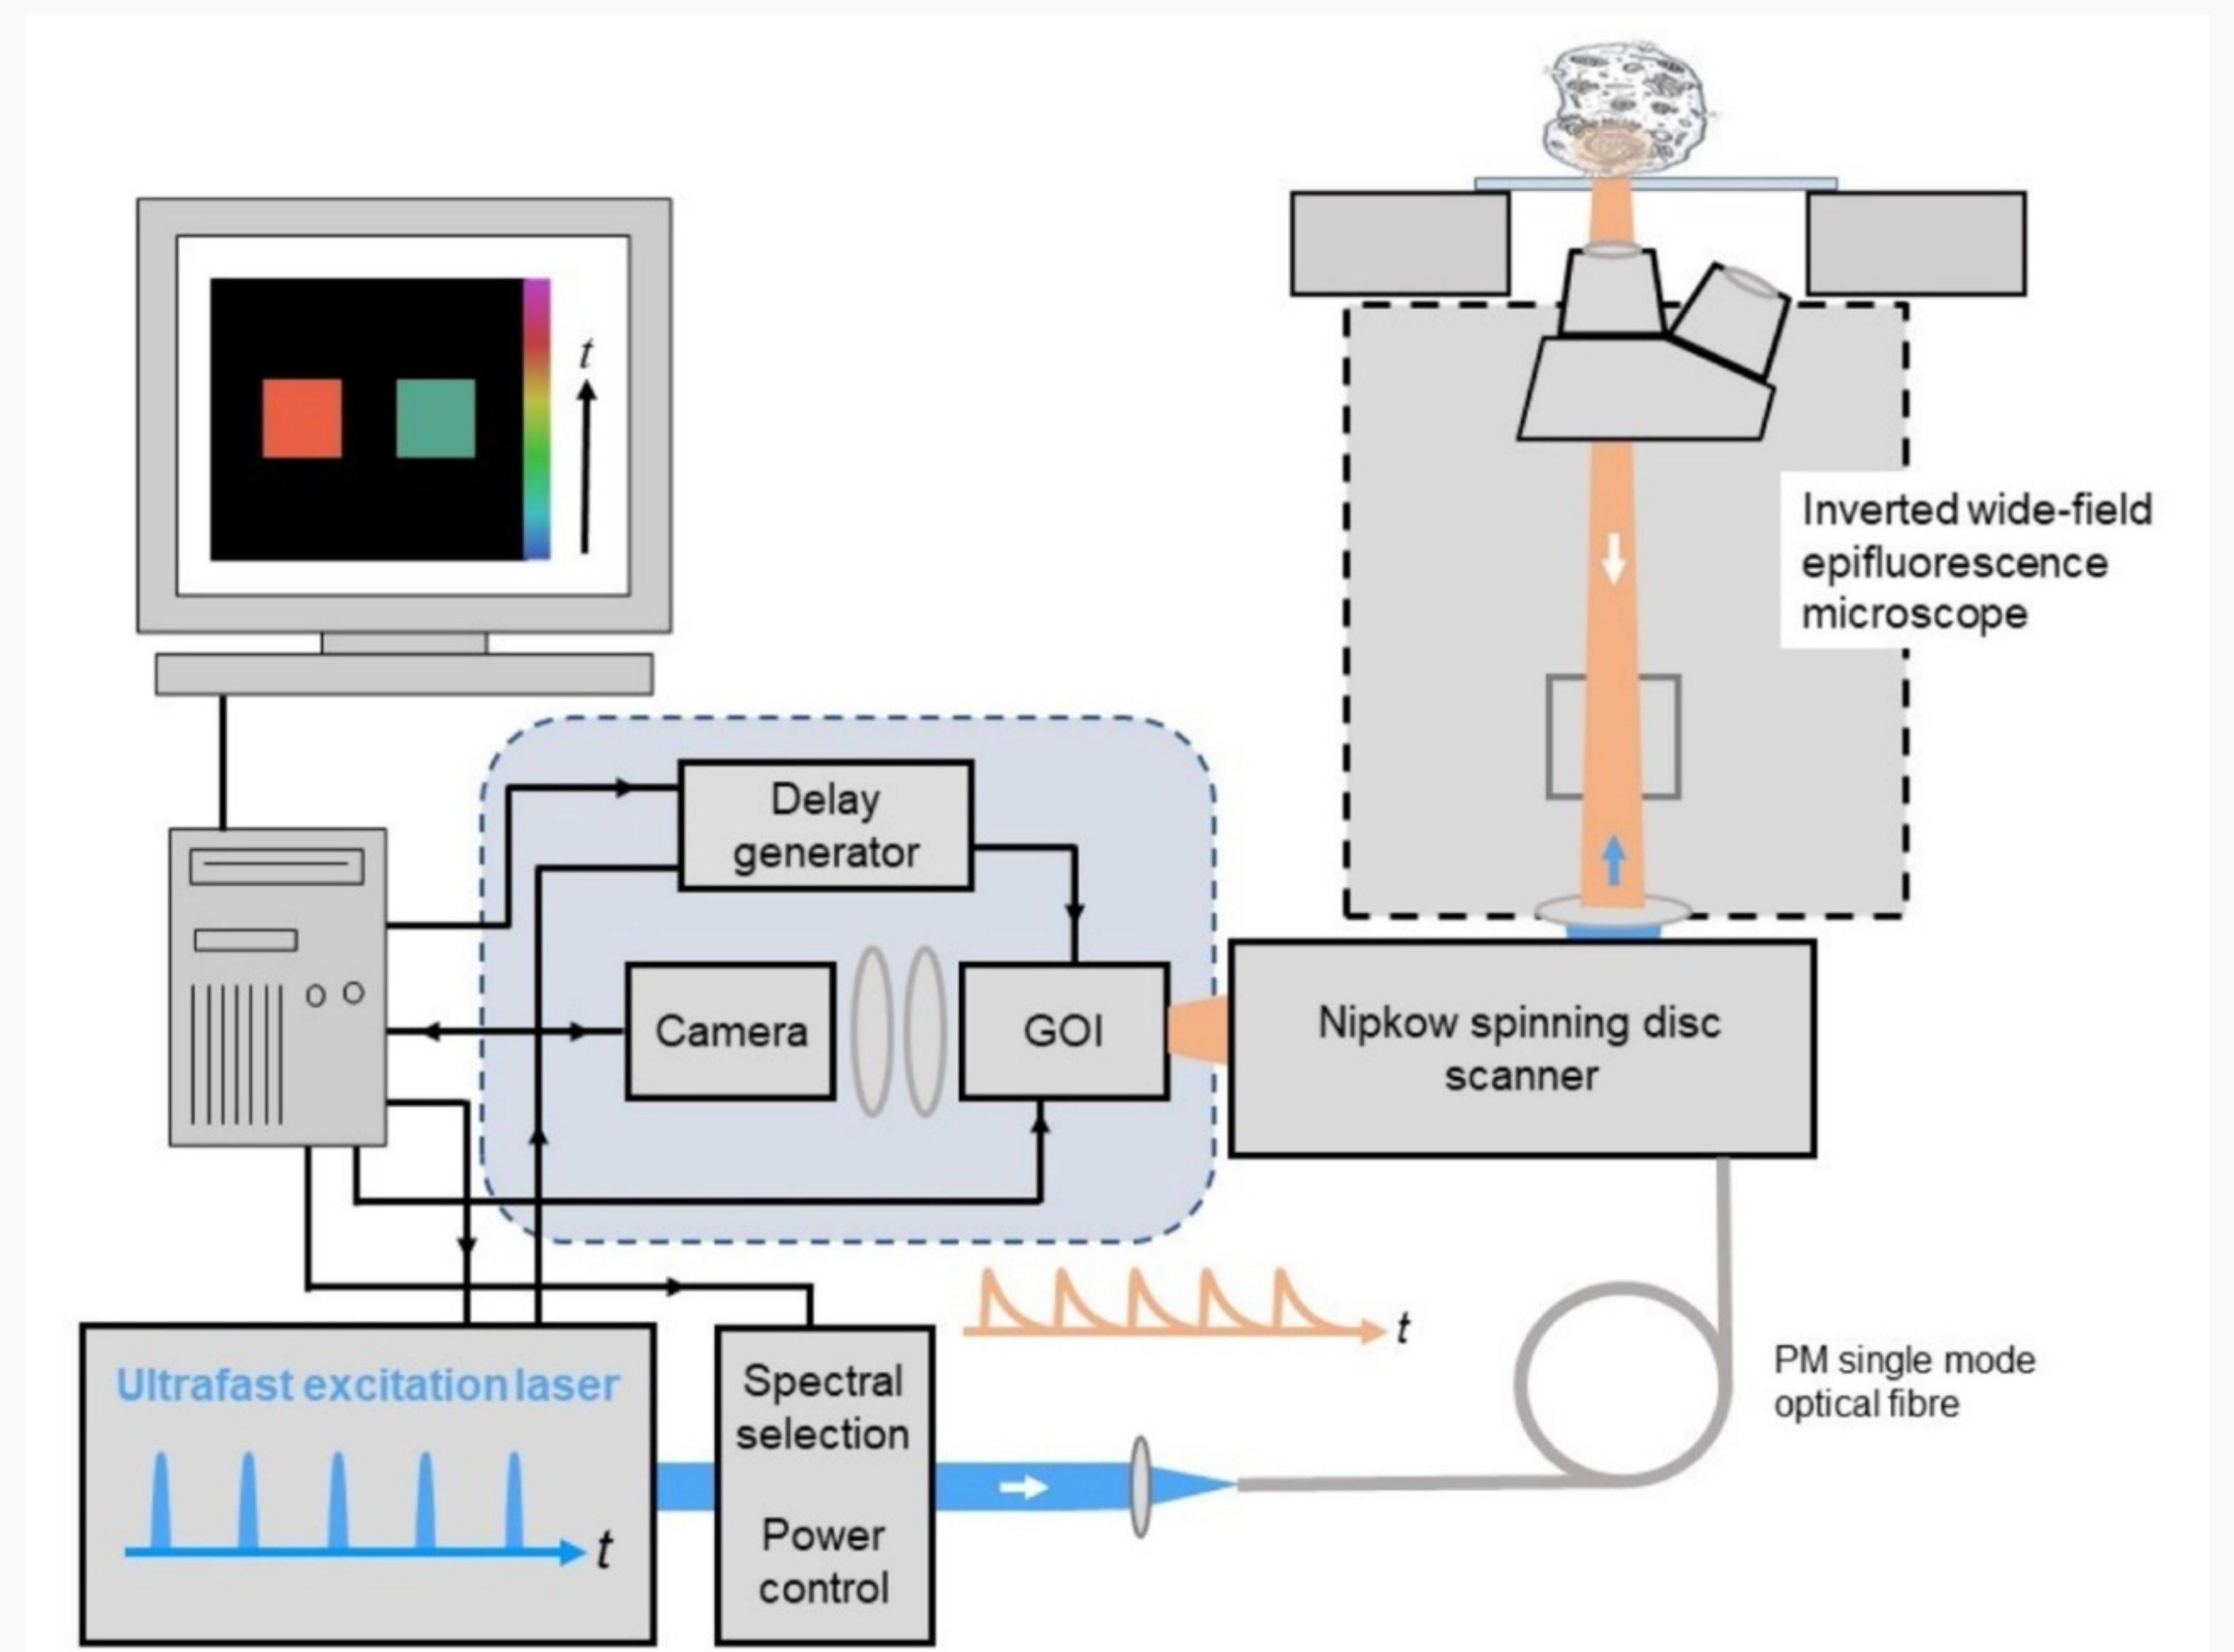 t
Inverted wide-field
epifluorescence
microscope
Delay
generator
Camera
GOI
Nipkow spinning disc
scanner
t
Ultrafast excitation laser
t
Spectral
selection
Power
control
PM single mode
optical fibre